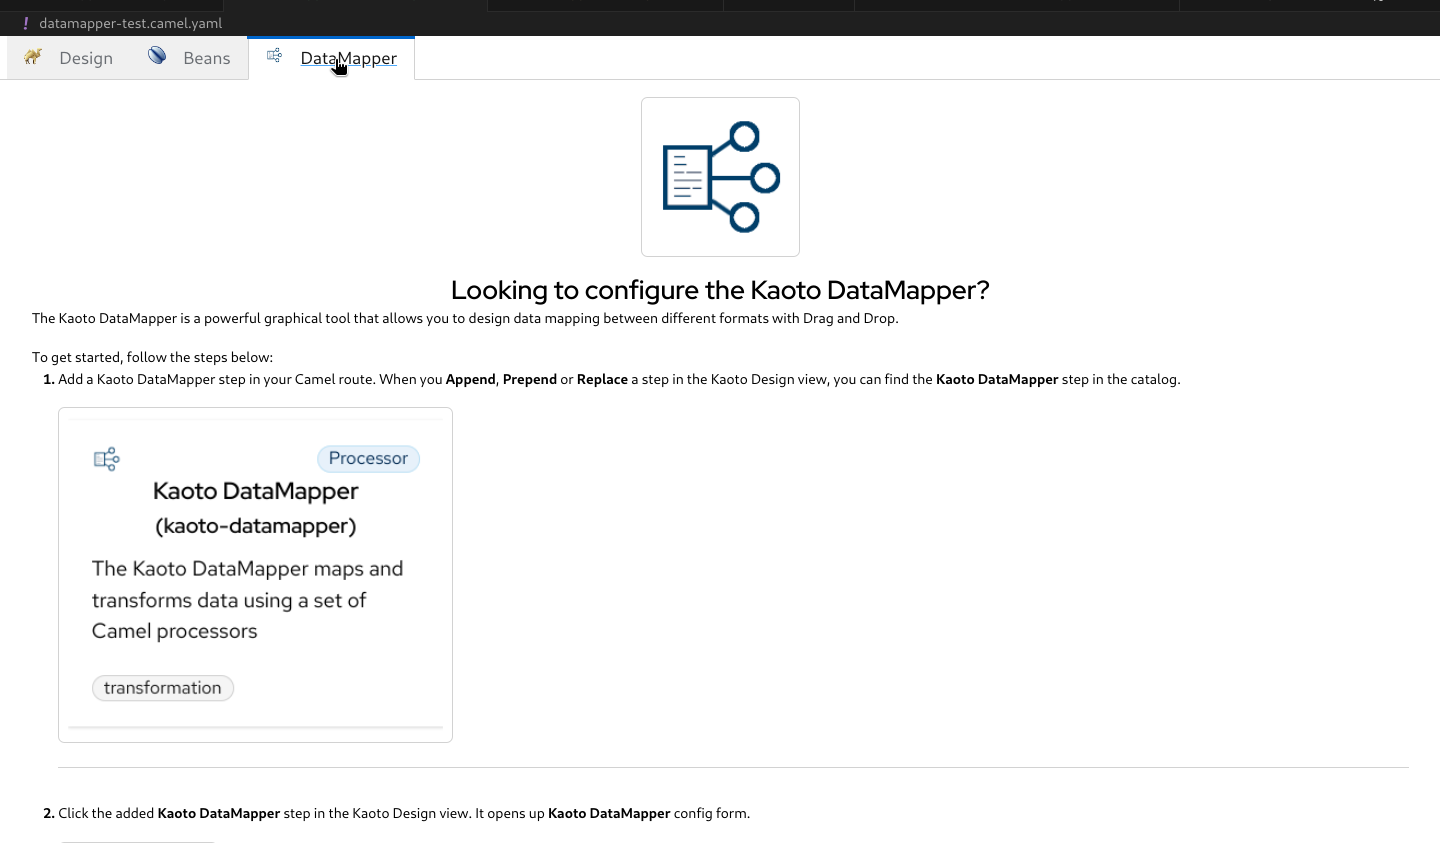 ! datamapper-test.camel.yaml
Design Beans DataMapper
Looking to configure the Kaoto DataMapper?
The Kaoto DataMapper is a powerful graphical tool that allows you to design data mapping between different formats with Drag and Drop.
To get started, follow the steps below:
1. Add a Kaoto DataMapper step in your Camel route. When you Append, Prepend or Replace a step in the Kaoto Design view, you can find the Kaoto DataMapper step in the catalog.
Processor
Kaoto DataMapper
(kaoto-datamapper)
The Kaoto DataMapper maps and
transforms data using a set of
Camel processors
transformation
2. Click the added Kaoto DataMapper step in the Kaoto Design view. It opens up Kaoto DataMapper config form.